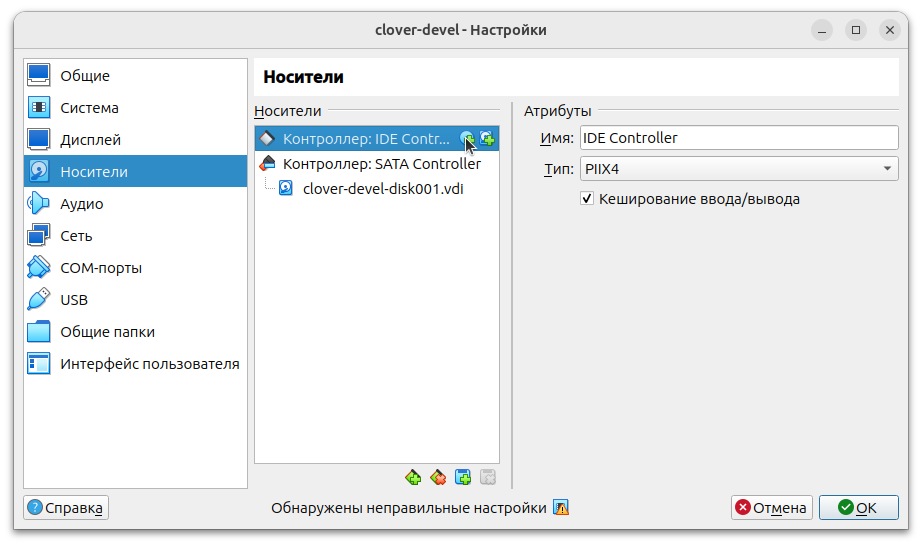 clover-devel - Настройки
Общие
Система
Дисплей
Носители
Аудио
Сеть
COM-порты
USB
Общие папки
Интерфейс пользователя
Носители
Носители
Контроллер: IDE Contr...
Контроллер: SATA Controller
clover-devel-disk001.vdi
Атрибуты
Имя: IDE Controller
Тип: PIIX4
Кеширование ввода/вывода
Справка
Обнаружены неправильные настройки
Отмена
OK